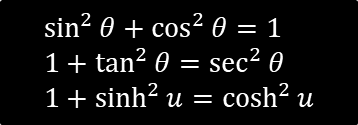 sin² θ + cos² θ = 1
1 + tan² θ = sec² θ
1 + sinh² u = cosh² u